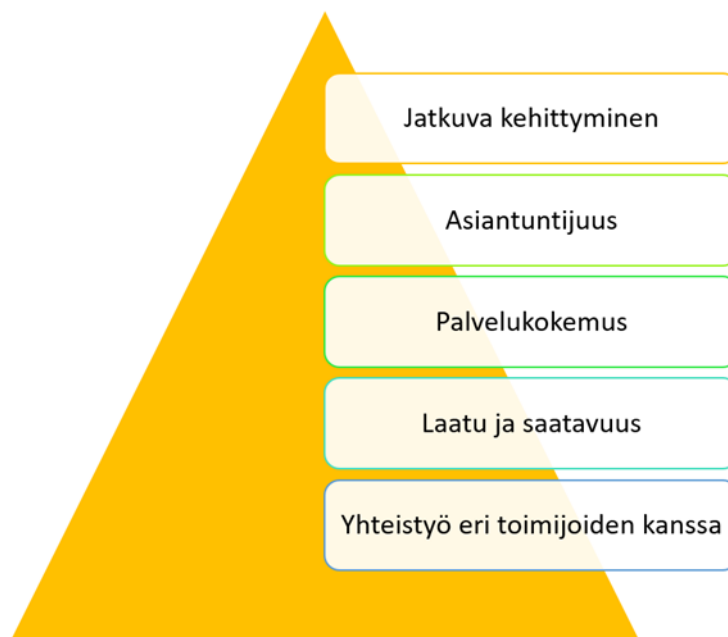 Jatkuva kehittyminen
Asiantuntijuus
Palvelukokemus
Laatu ja saatavuus
Yhteistyö eri toimijoiden kanssa